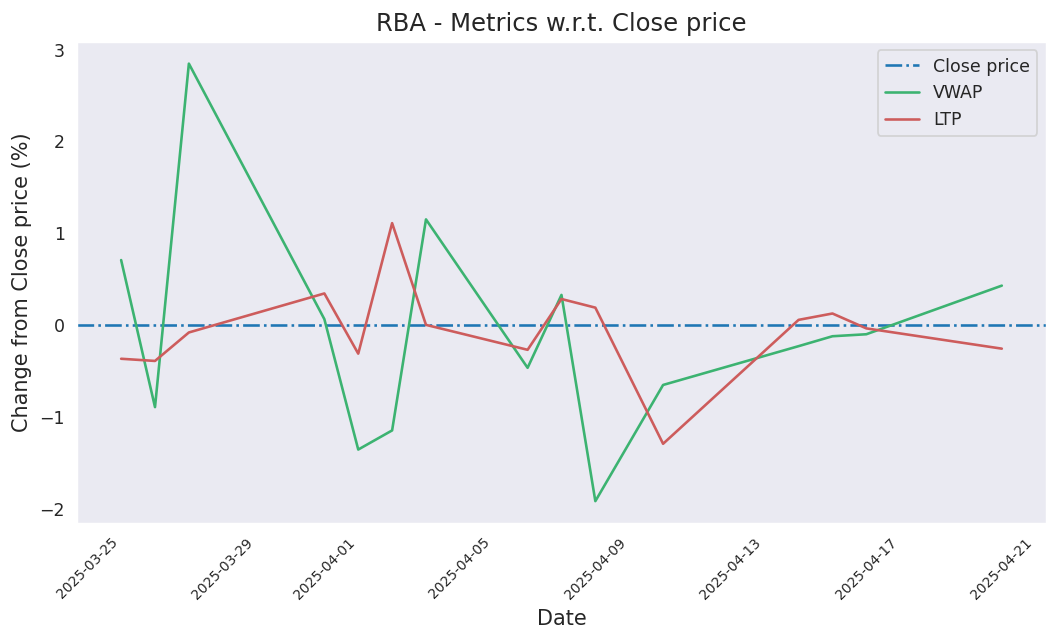 RBA - Metrics w.r.t. Close price
Close price
VWAP
LTP
Change from Close price (%)
3
2
1
0
−1
−2
2025-03-25
2025-03-29
2025-04-01
2025-04-05
2025-04-09
2025-04-13
2025-04-17
2025-04-21
Date